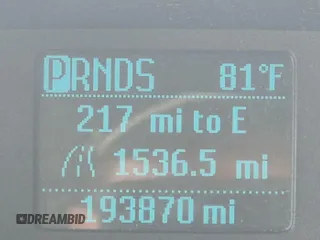 PRNDS 81°F
217 mi to E
1536.5 mi
193870 mi
DREAMBID